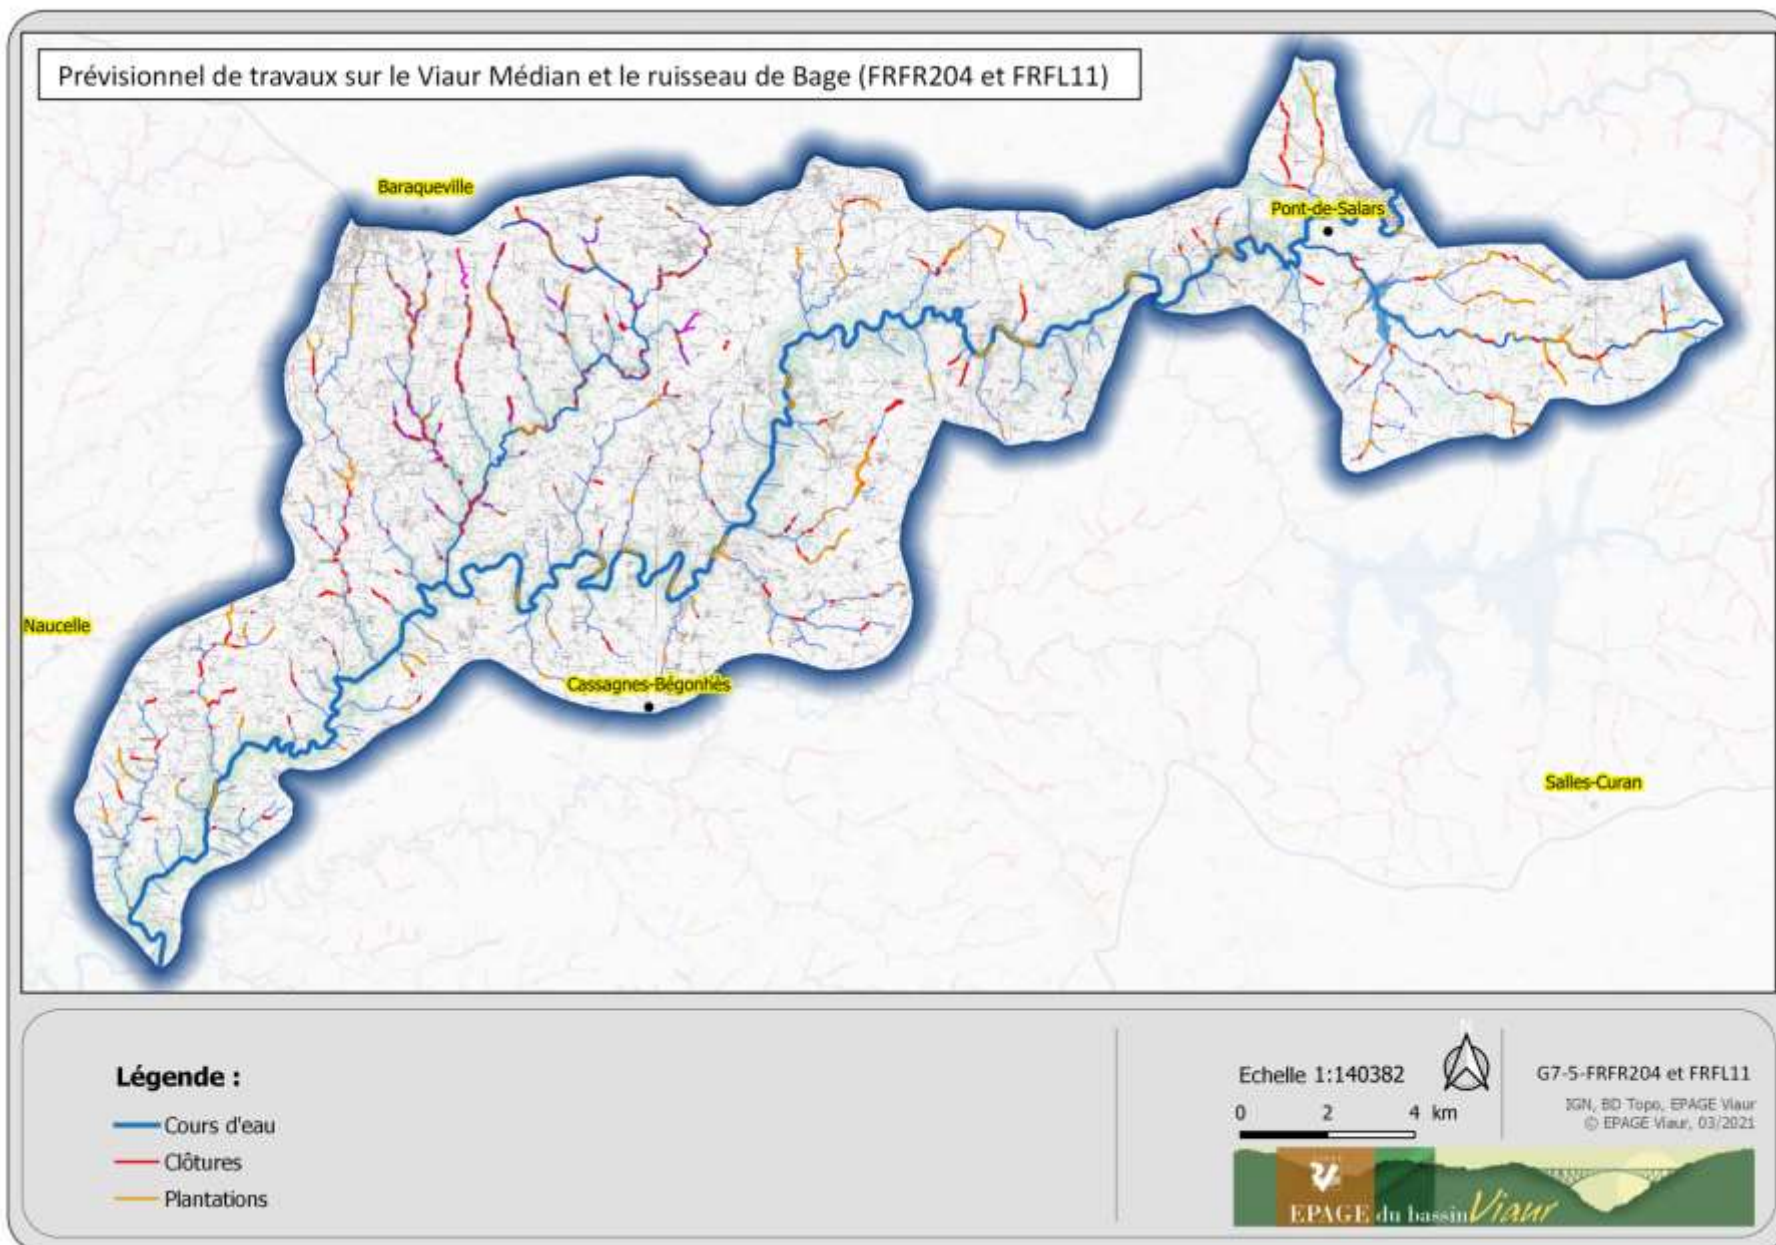 Prévisionnel de travaux sur le Viaur Médian et le ruisseau de Bage (FRFR204 et FRFL11)
Baraqueville
Pont-de-Salars
Naucelle
Cassagnes-Bégonhès
Salles-Curan
Légende :
Cours d'eau
Clôtures
Plantations
Echelle 1:140382
N
0 2 4 km
G7-5-FRFR204 et FRFL11
IGN, BD Topo, EPAGE Viaur
© EPAGE Viaur, 03/2021
EPAGE du bassin Viaur